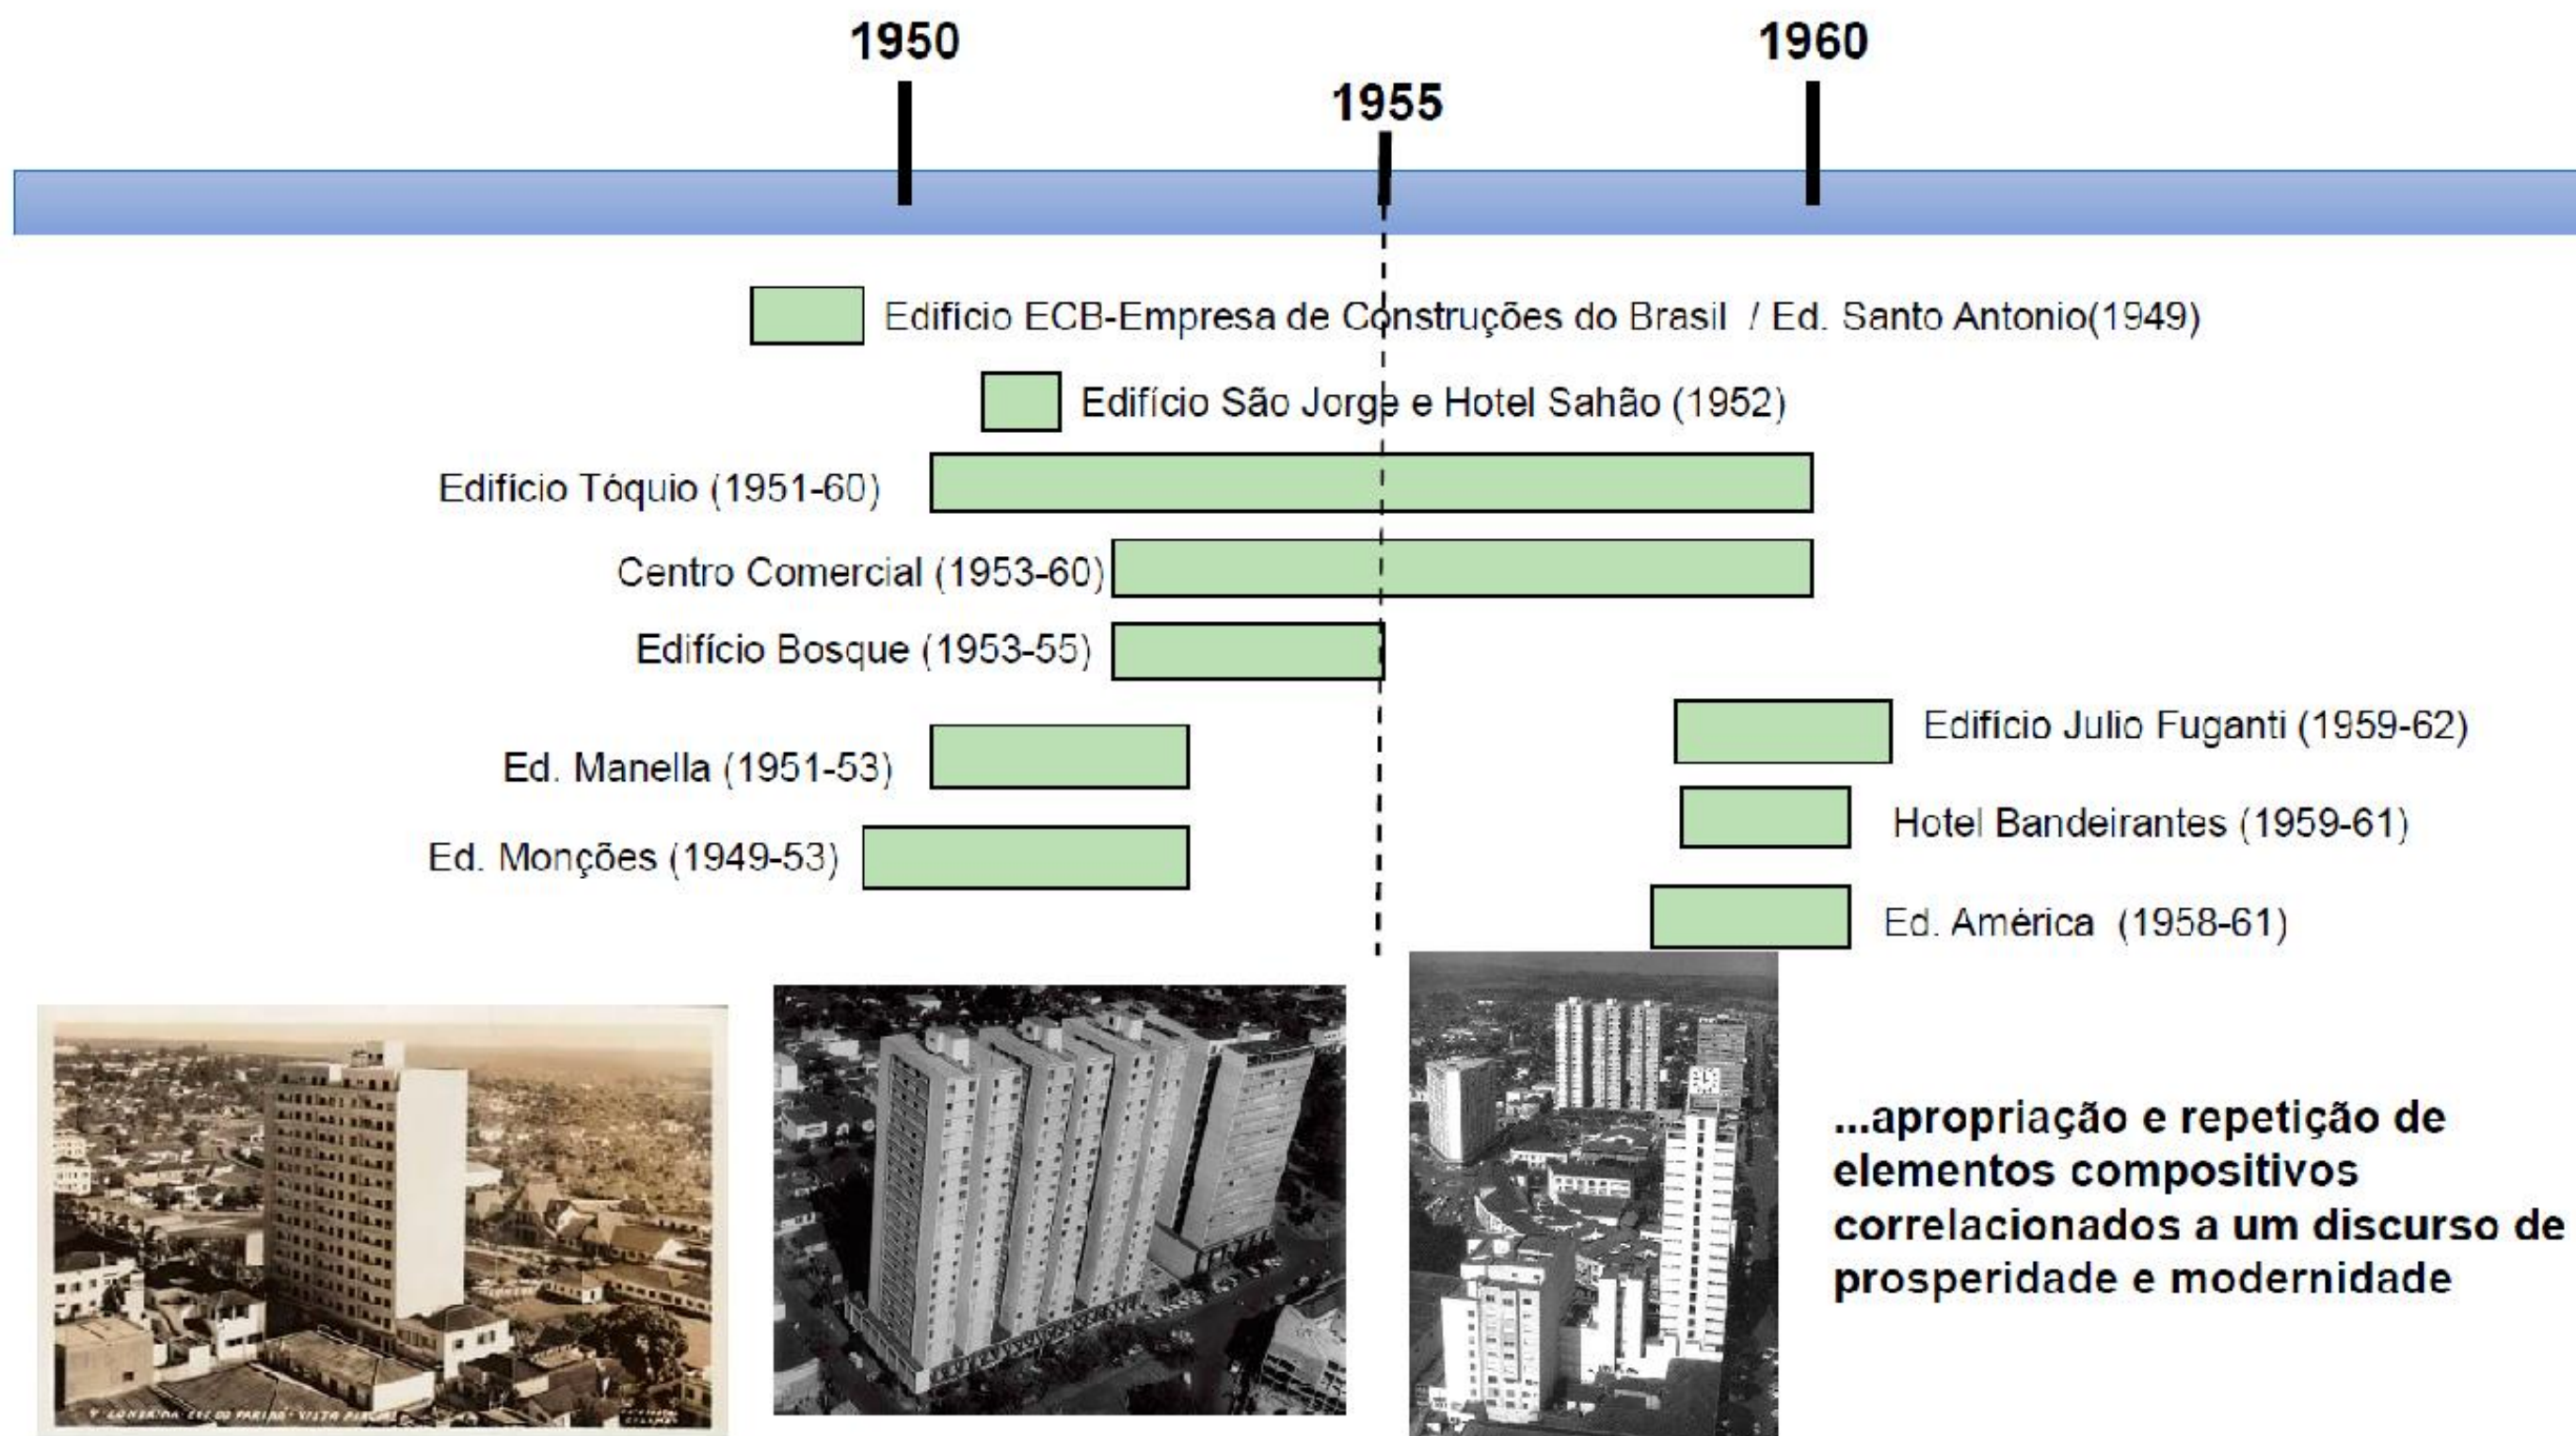 1950
1960
1955
Edifício ECB-Empresa de Construções do Brasil / Ed. Santo Antonio(1949)
Edifício São Jorge e Hotel Sahão (1952)
Edifício Tóquio (1951-60)
Centro Comercial (1953-60)
Edifício Bosque (1953-55)
Edifício Julio Fuganti (1959-62)
Ed. Manella (1951-53)
Hotel Bandeirantes (1959-61)
Ed. Monções (1949-53)
Ed. América (1958-61)
...apropriação e repetição de
elementos compositivos
correlacionados a um discurso de
prosperidade e modernidade
LONDRINA
VISTA